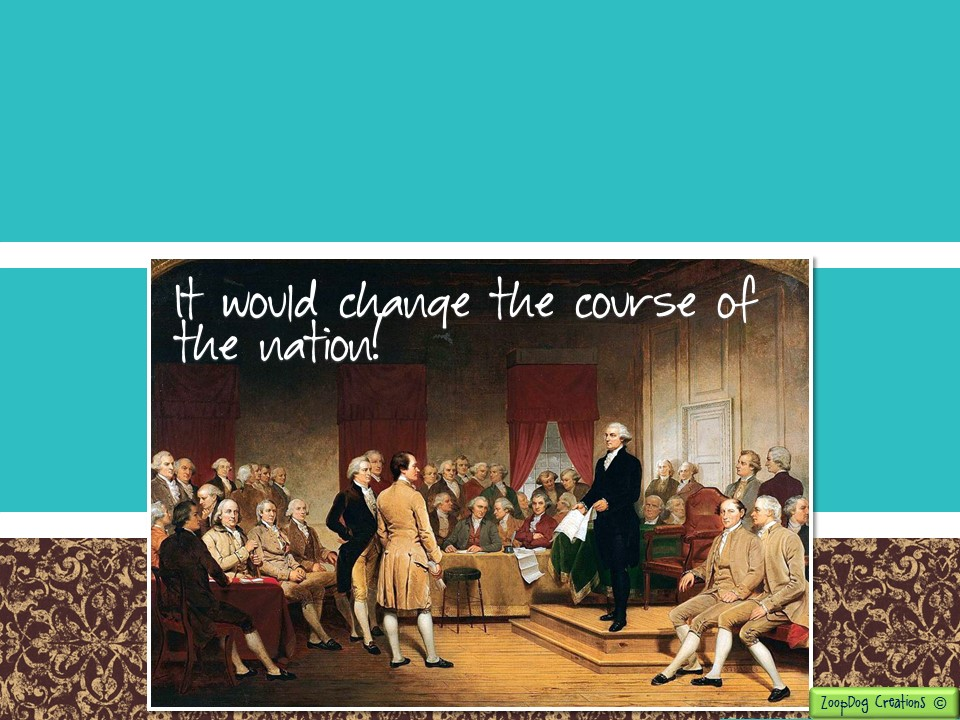 It would change the course of
the nation!
ZoopDog Creations ©